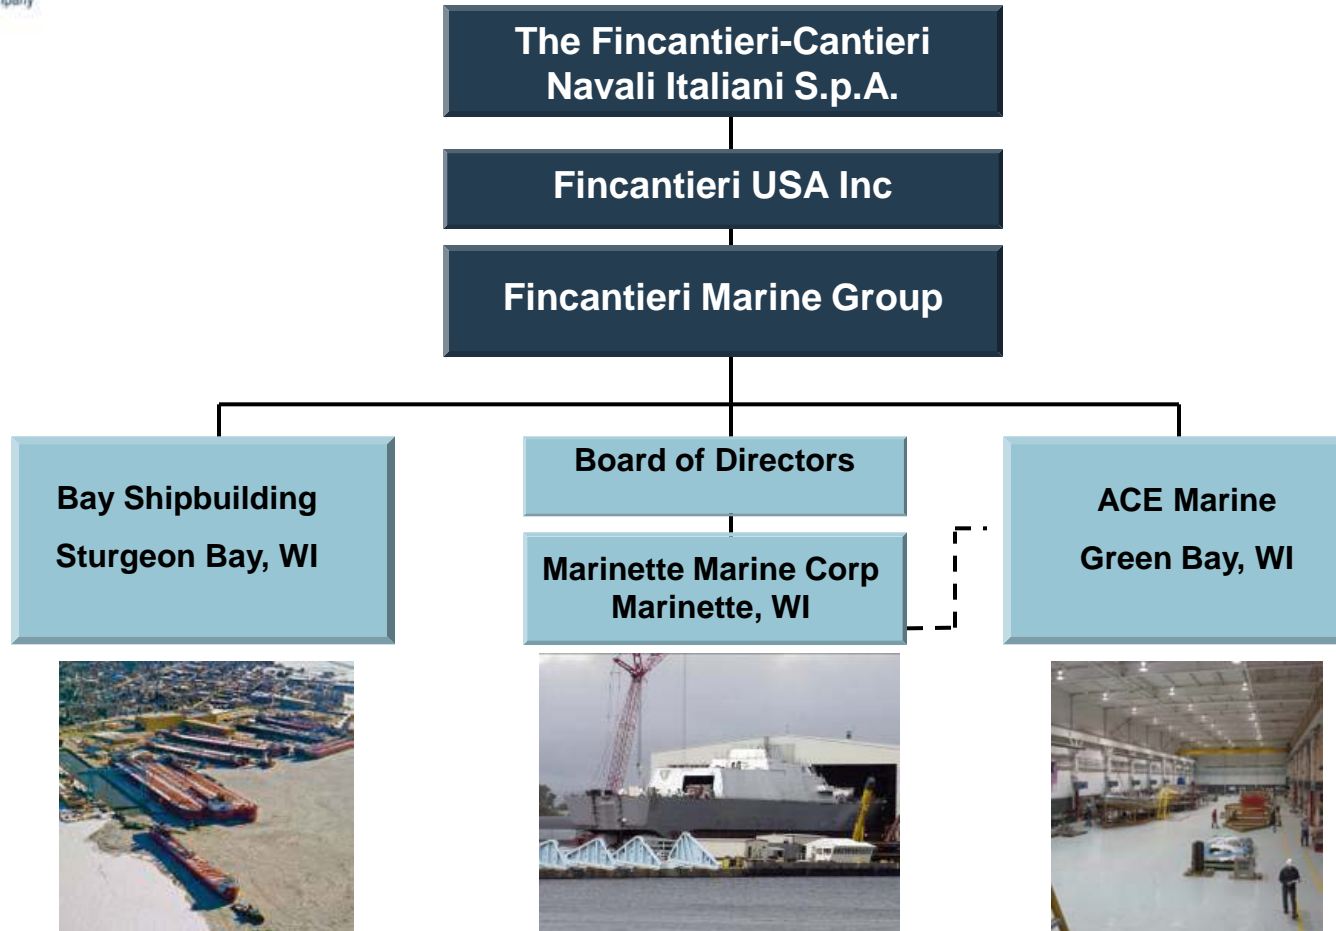 mpany
The Fincantieri-Cantieri
Navali Italiani S.p.A.
Fincantieri USA Inc
Fincantieri Marine Group
Bay Shipbuilding
Sturgeon Bay, WI
Board of Directors
Marinette Marine Corp
Marinette, WI
ACE Marine
Green Bay, WI